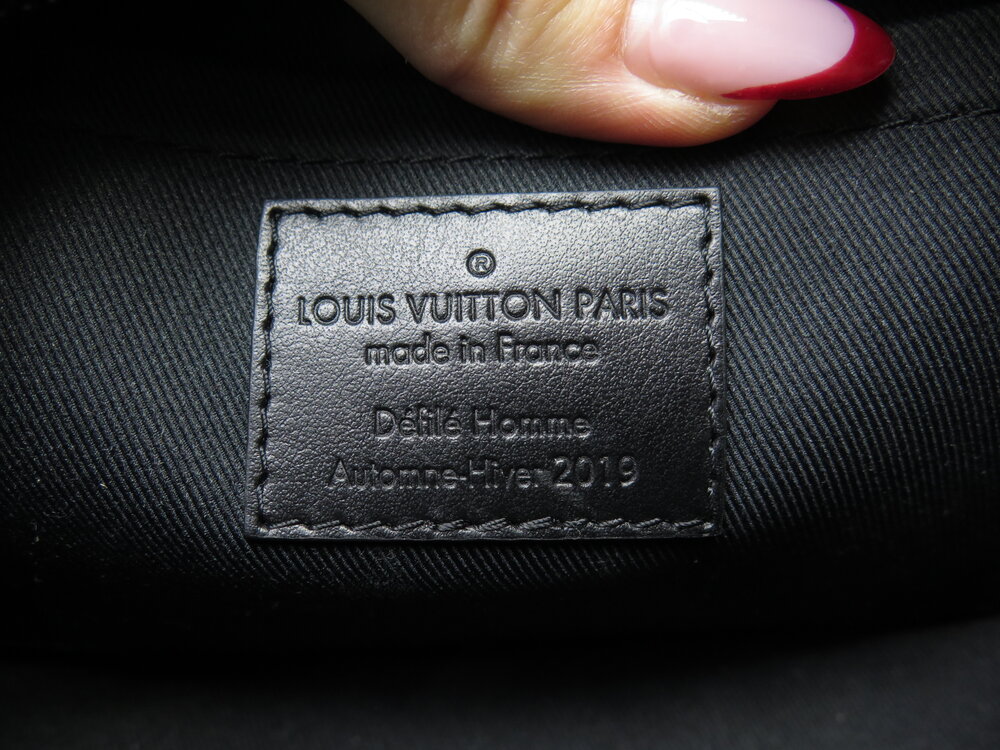 ®
LOUIS VUITTON PARIS
made in France
Défilé Homme
Automne-Hiver 2019